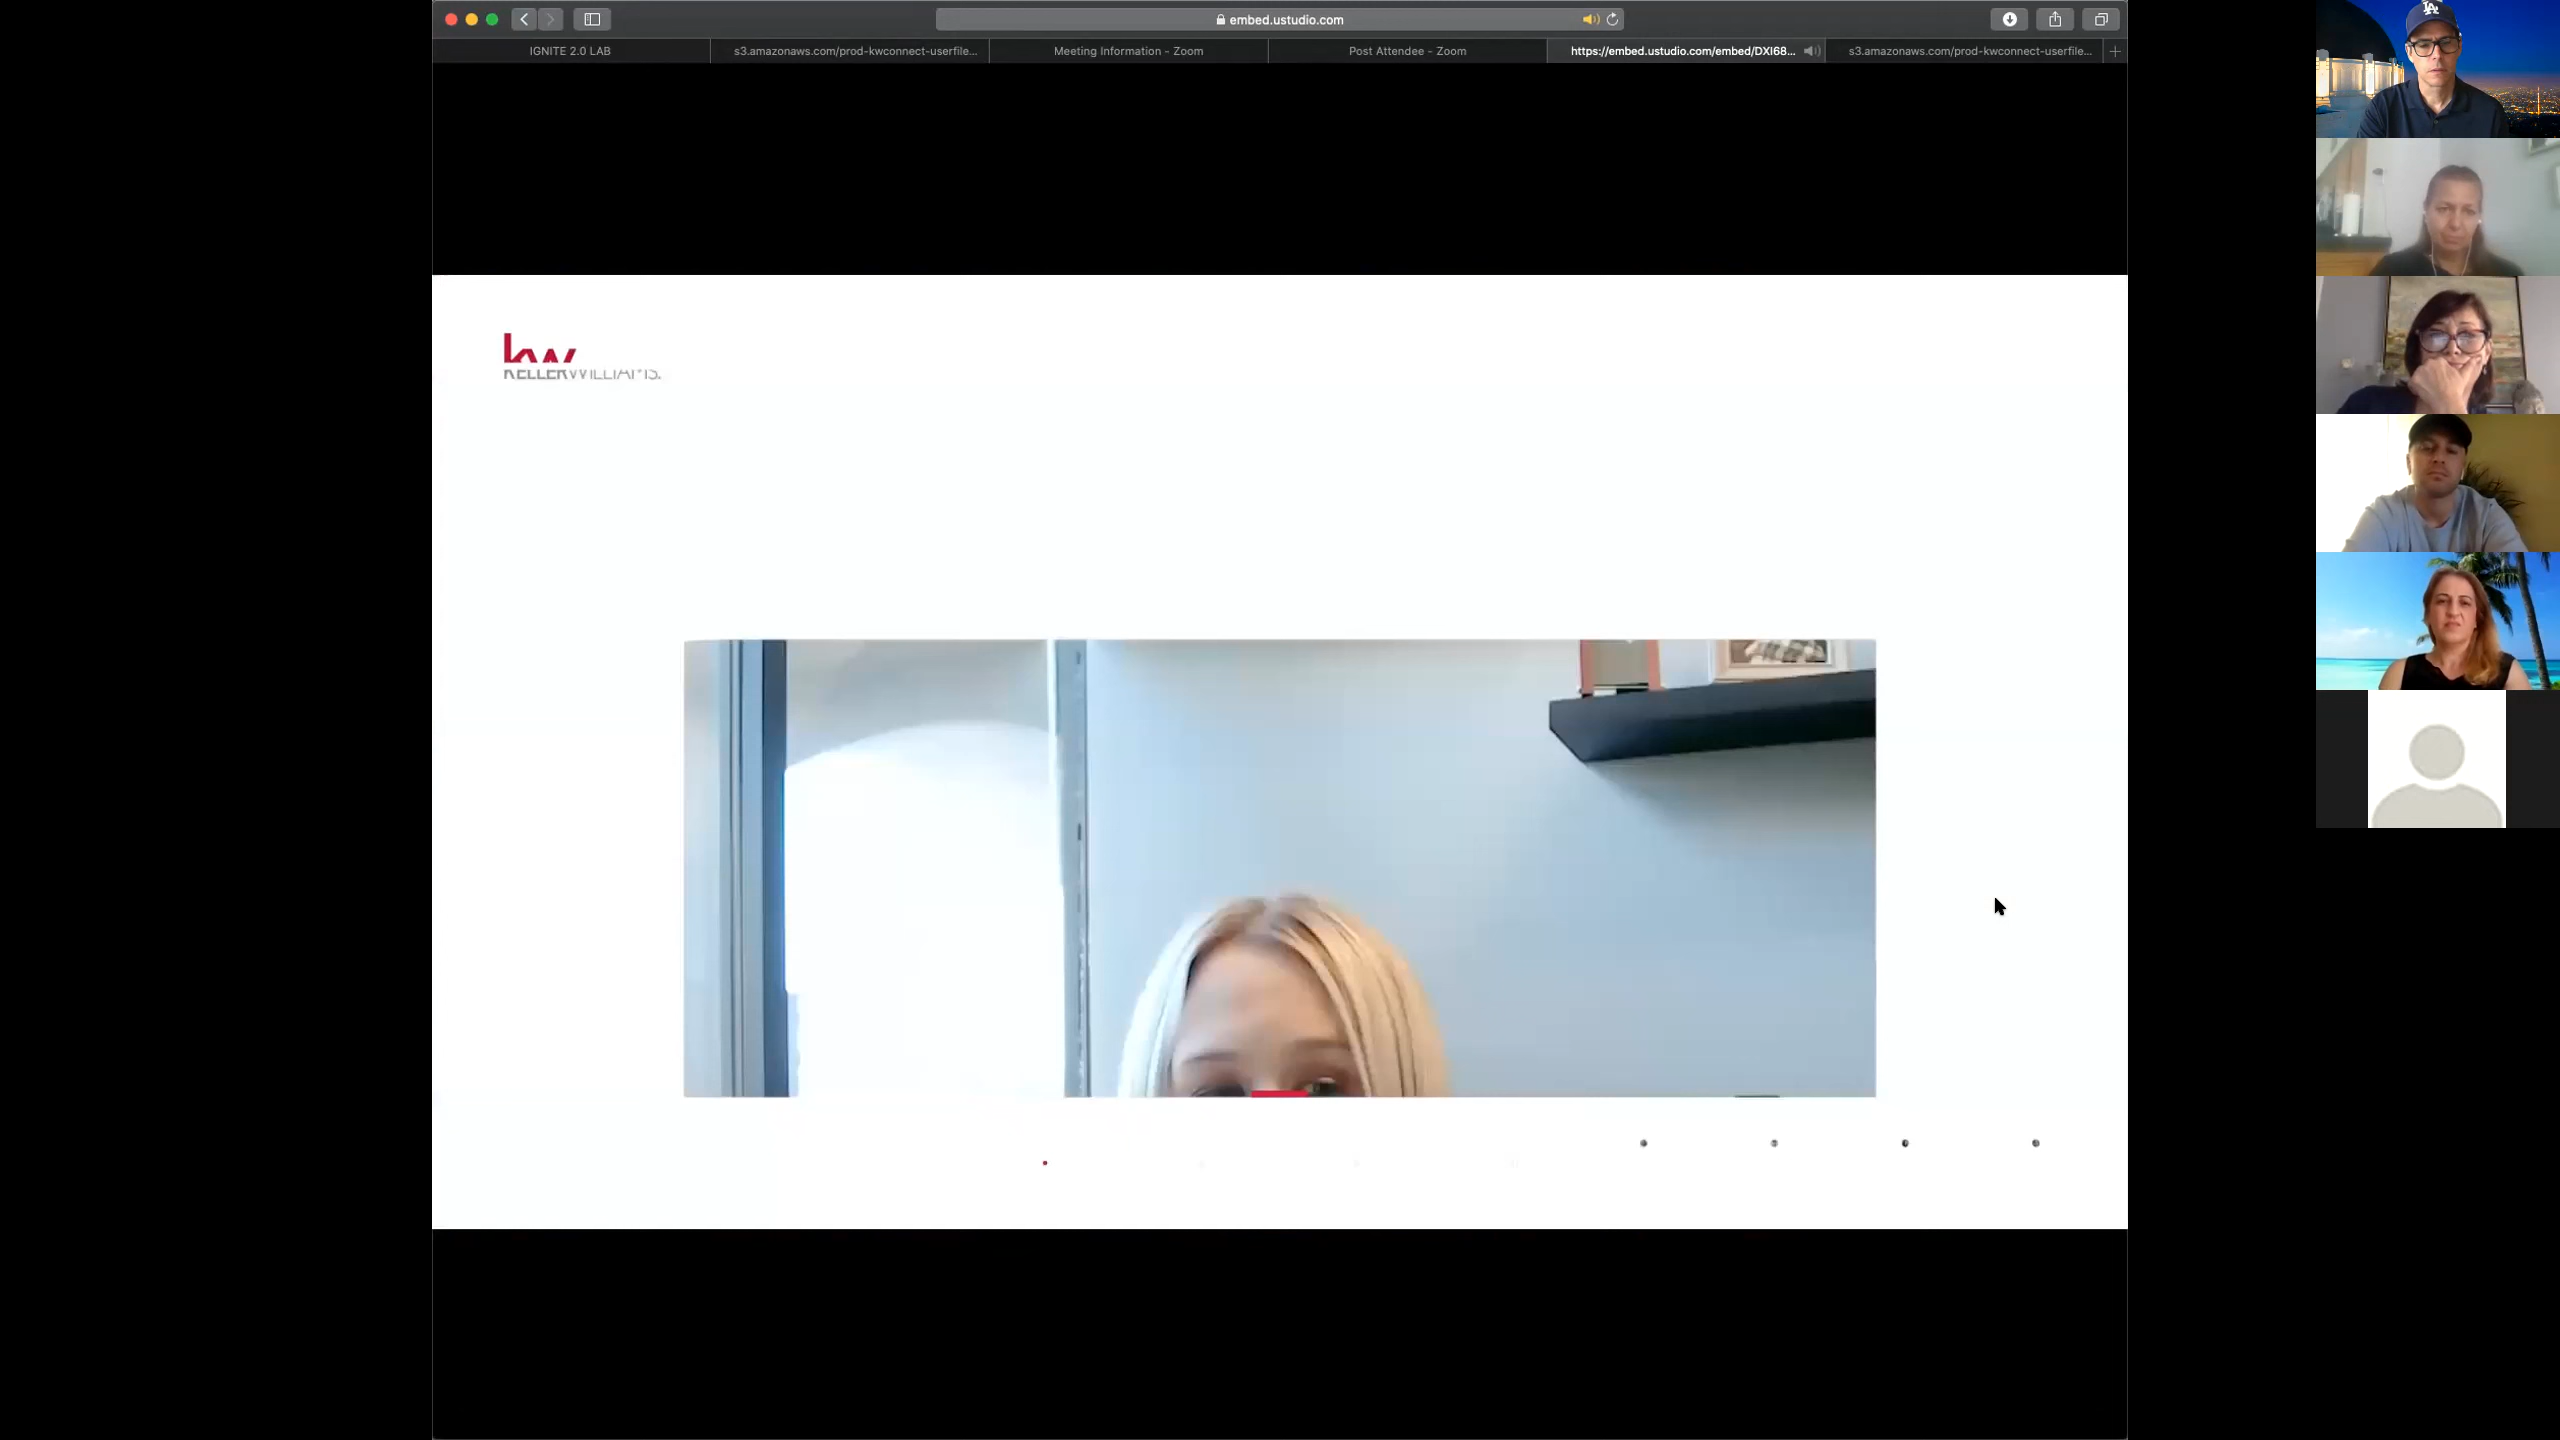 embed.ustudio.com
IGNITE 2.0 LAB
s3.amazonaws.com/prod-kwconnect-userfile...
Meeting Information - Zoom
Post Attendee - Zoom
https://embed.ustudio.com/embed/DXI68...
s3.amazonaws.com/prod-kwconnect-userfile...
LA
kw
KELLERWILLIAMS.